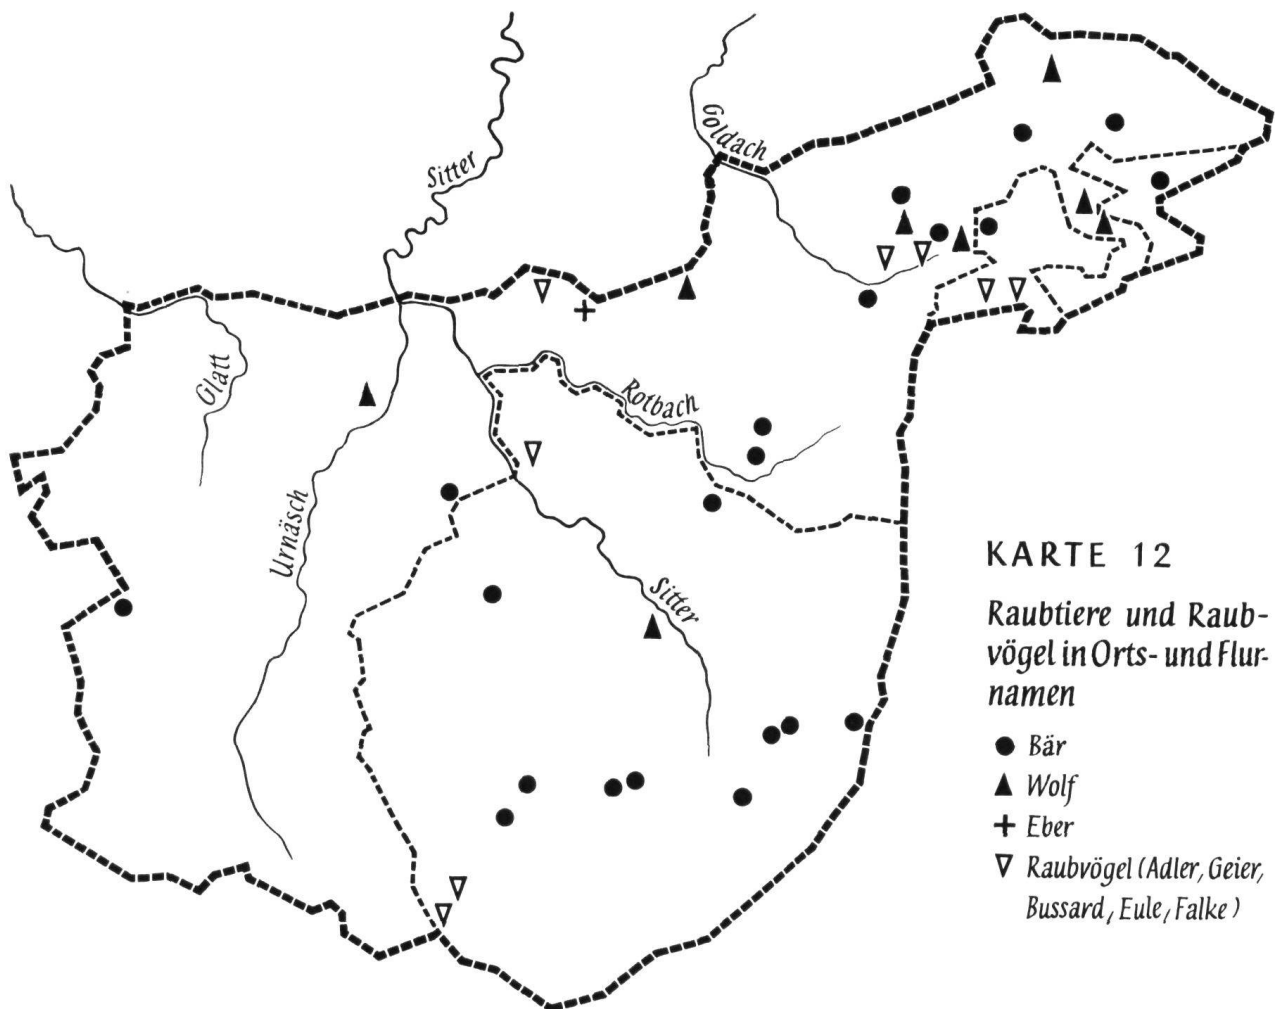 Goldach
Sitter
Glatt
Rotbach
Urnäsch
Sitter
KARTE 12
Raubtiere und Raub-
vögel in Orts- und Flur-
namen
Bär
Wolf
Eber
Raubvögel (Adler, Geier,
Bussard, Eule, Falke)